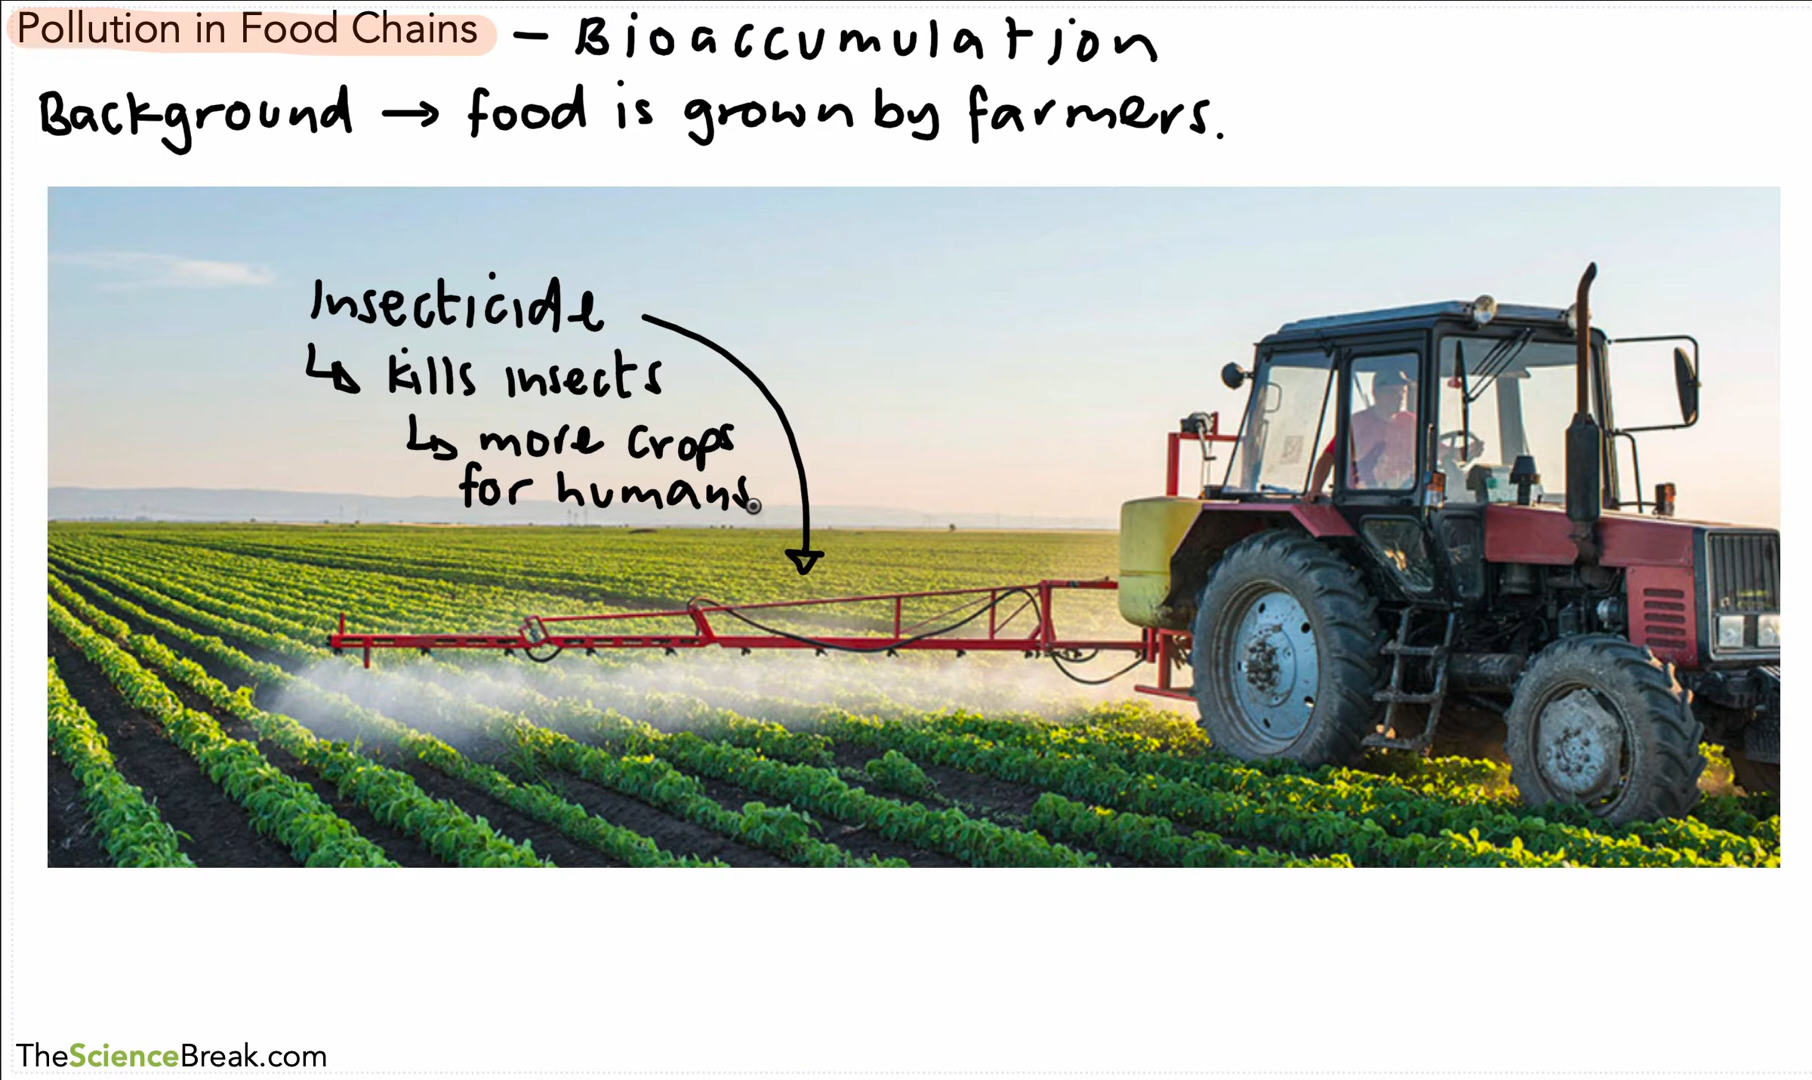 Pollution in Food Chains – Bioaccumulation
Background → food is grown by farmers.
Insecticide
↳ kills insects
↳ more crops
for humans
TheScienceBreak.com